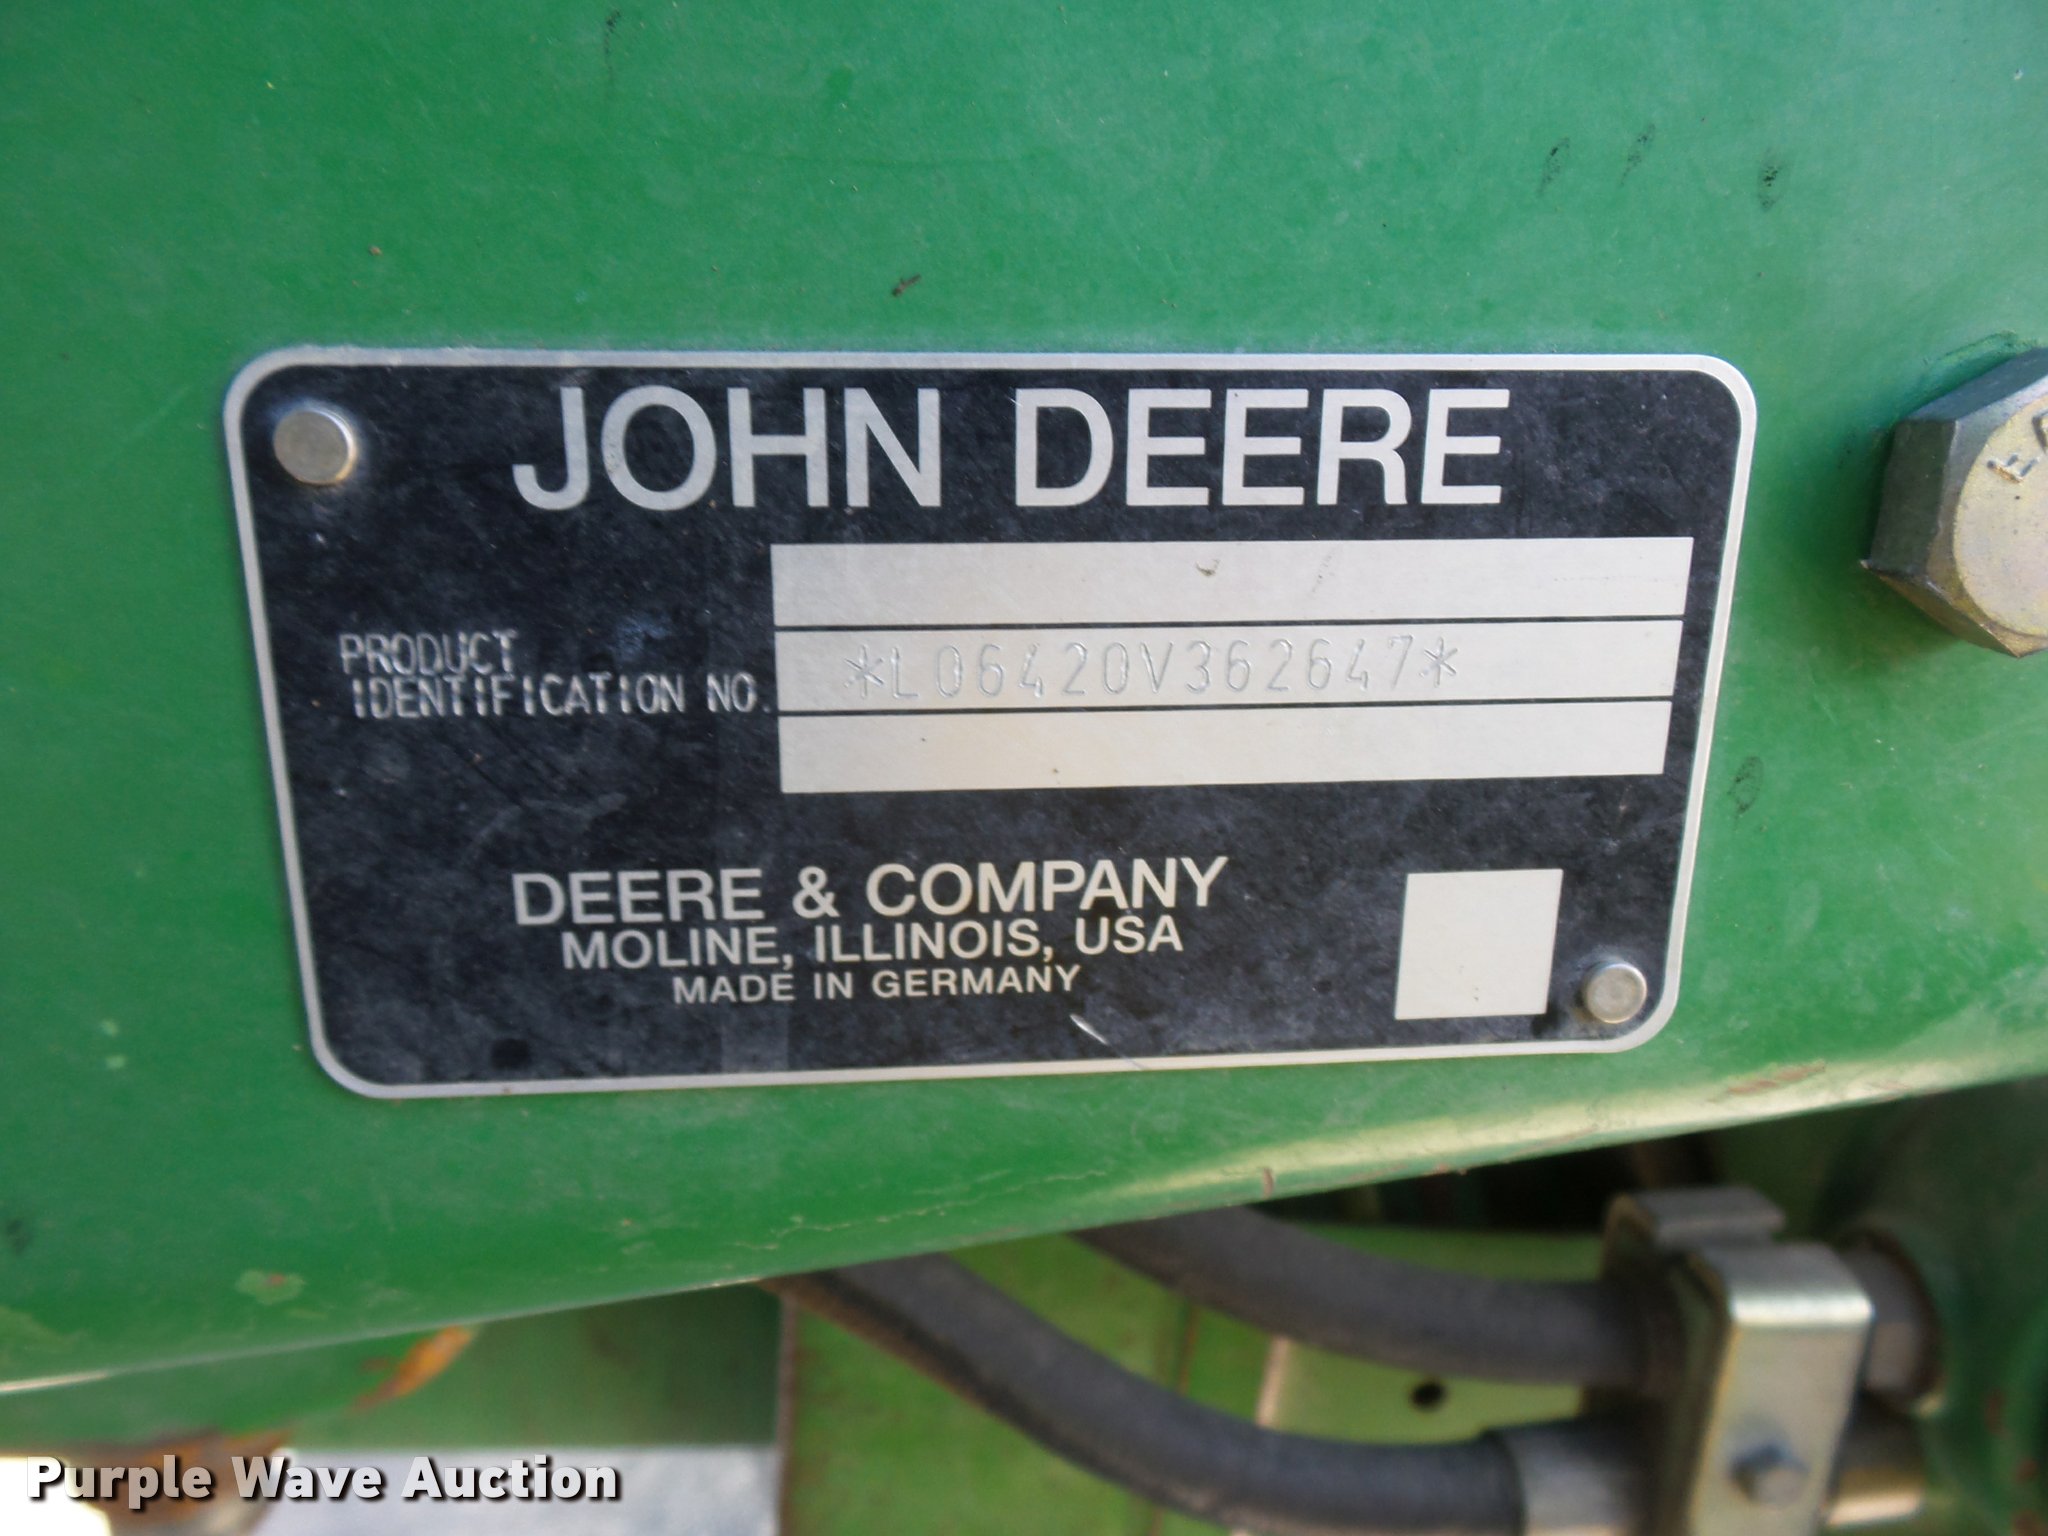 JOHN DEERE
PRODUCT
IDENTIFICATION NO.
*L06420V362647*
DEERE & COMPANY
MOLINE, ILLINOIS, USA
MADE IN GERMANY
Purple Wave Auction